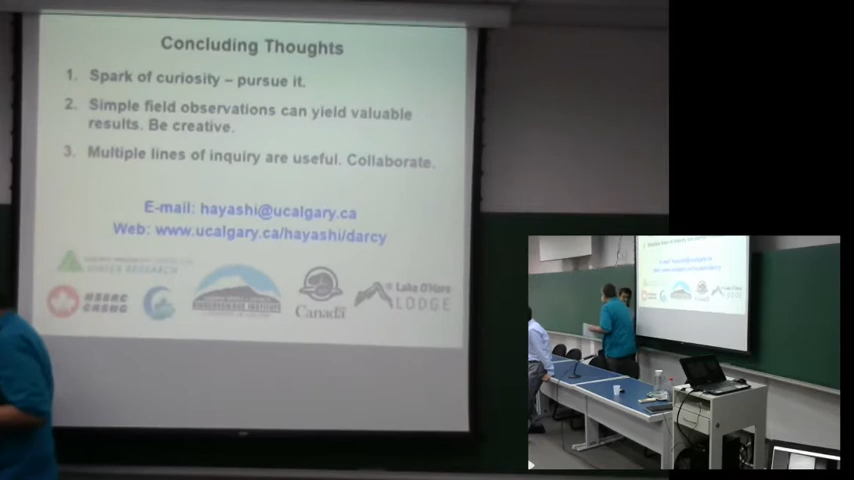 Concluding Thoughts
1. Spark of curiosity – pursue it.
2. Simple field observations can yield valuable
results. Be creative.
3. Multiple lines of inquiry are useful. Collaborate.
E-mail: hayashi@ucalgary.ca
Web: www.ucalgary.ca/hayashi/darcy
NSERC
CRSNG
Canada
Lake O'Hara
LODGE